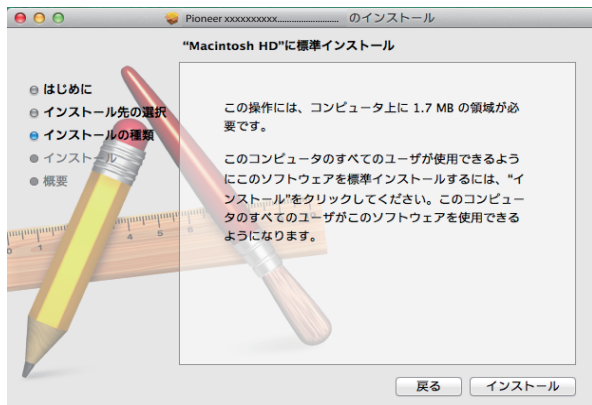 Pioneer xxxxxxxxxx........................ のインストール
“Macintosh HD”に標準インストール
はじめに
インストール先の選択
インストールの種類
インストール
概要
この操作には、コンピュータ上に 1.7 MB の領域が必
要です。
このコンピュータのすべてのユーザが使用できるよう
にこのソフトウェアを標準インストールするには、“イ
ンストール”をクリックしてください。このコンピュー
タのすべてのユーザがこのソフトウェアを使用できる
ようになります。
0 1 4 5 6
戻る
インストール